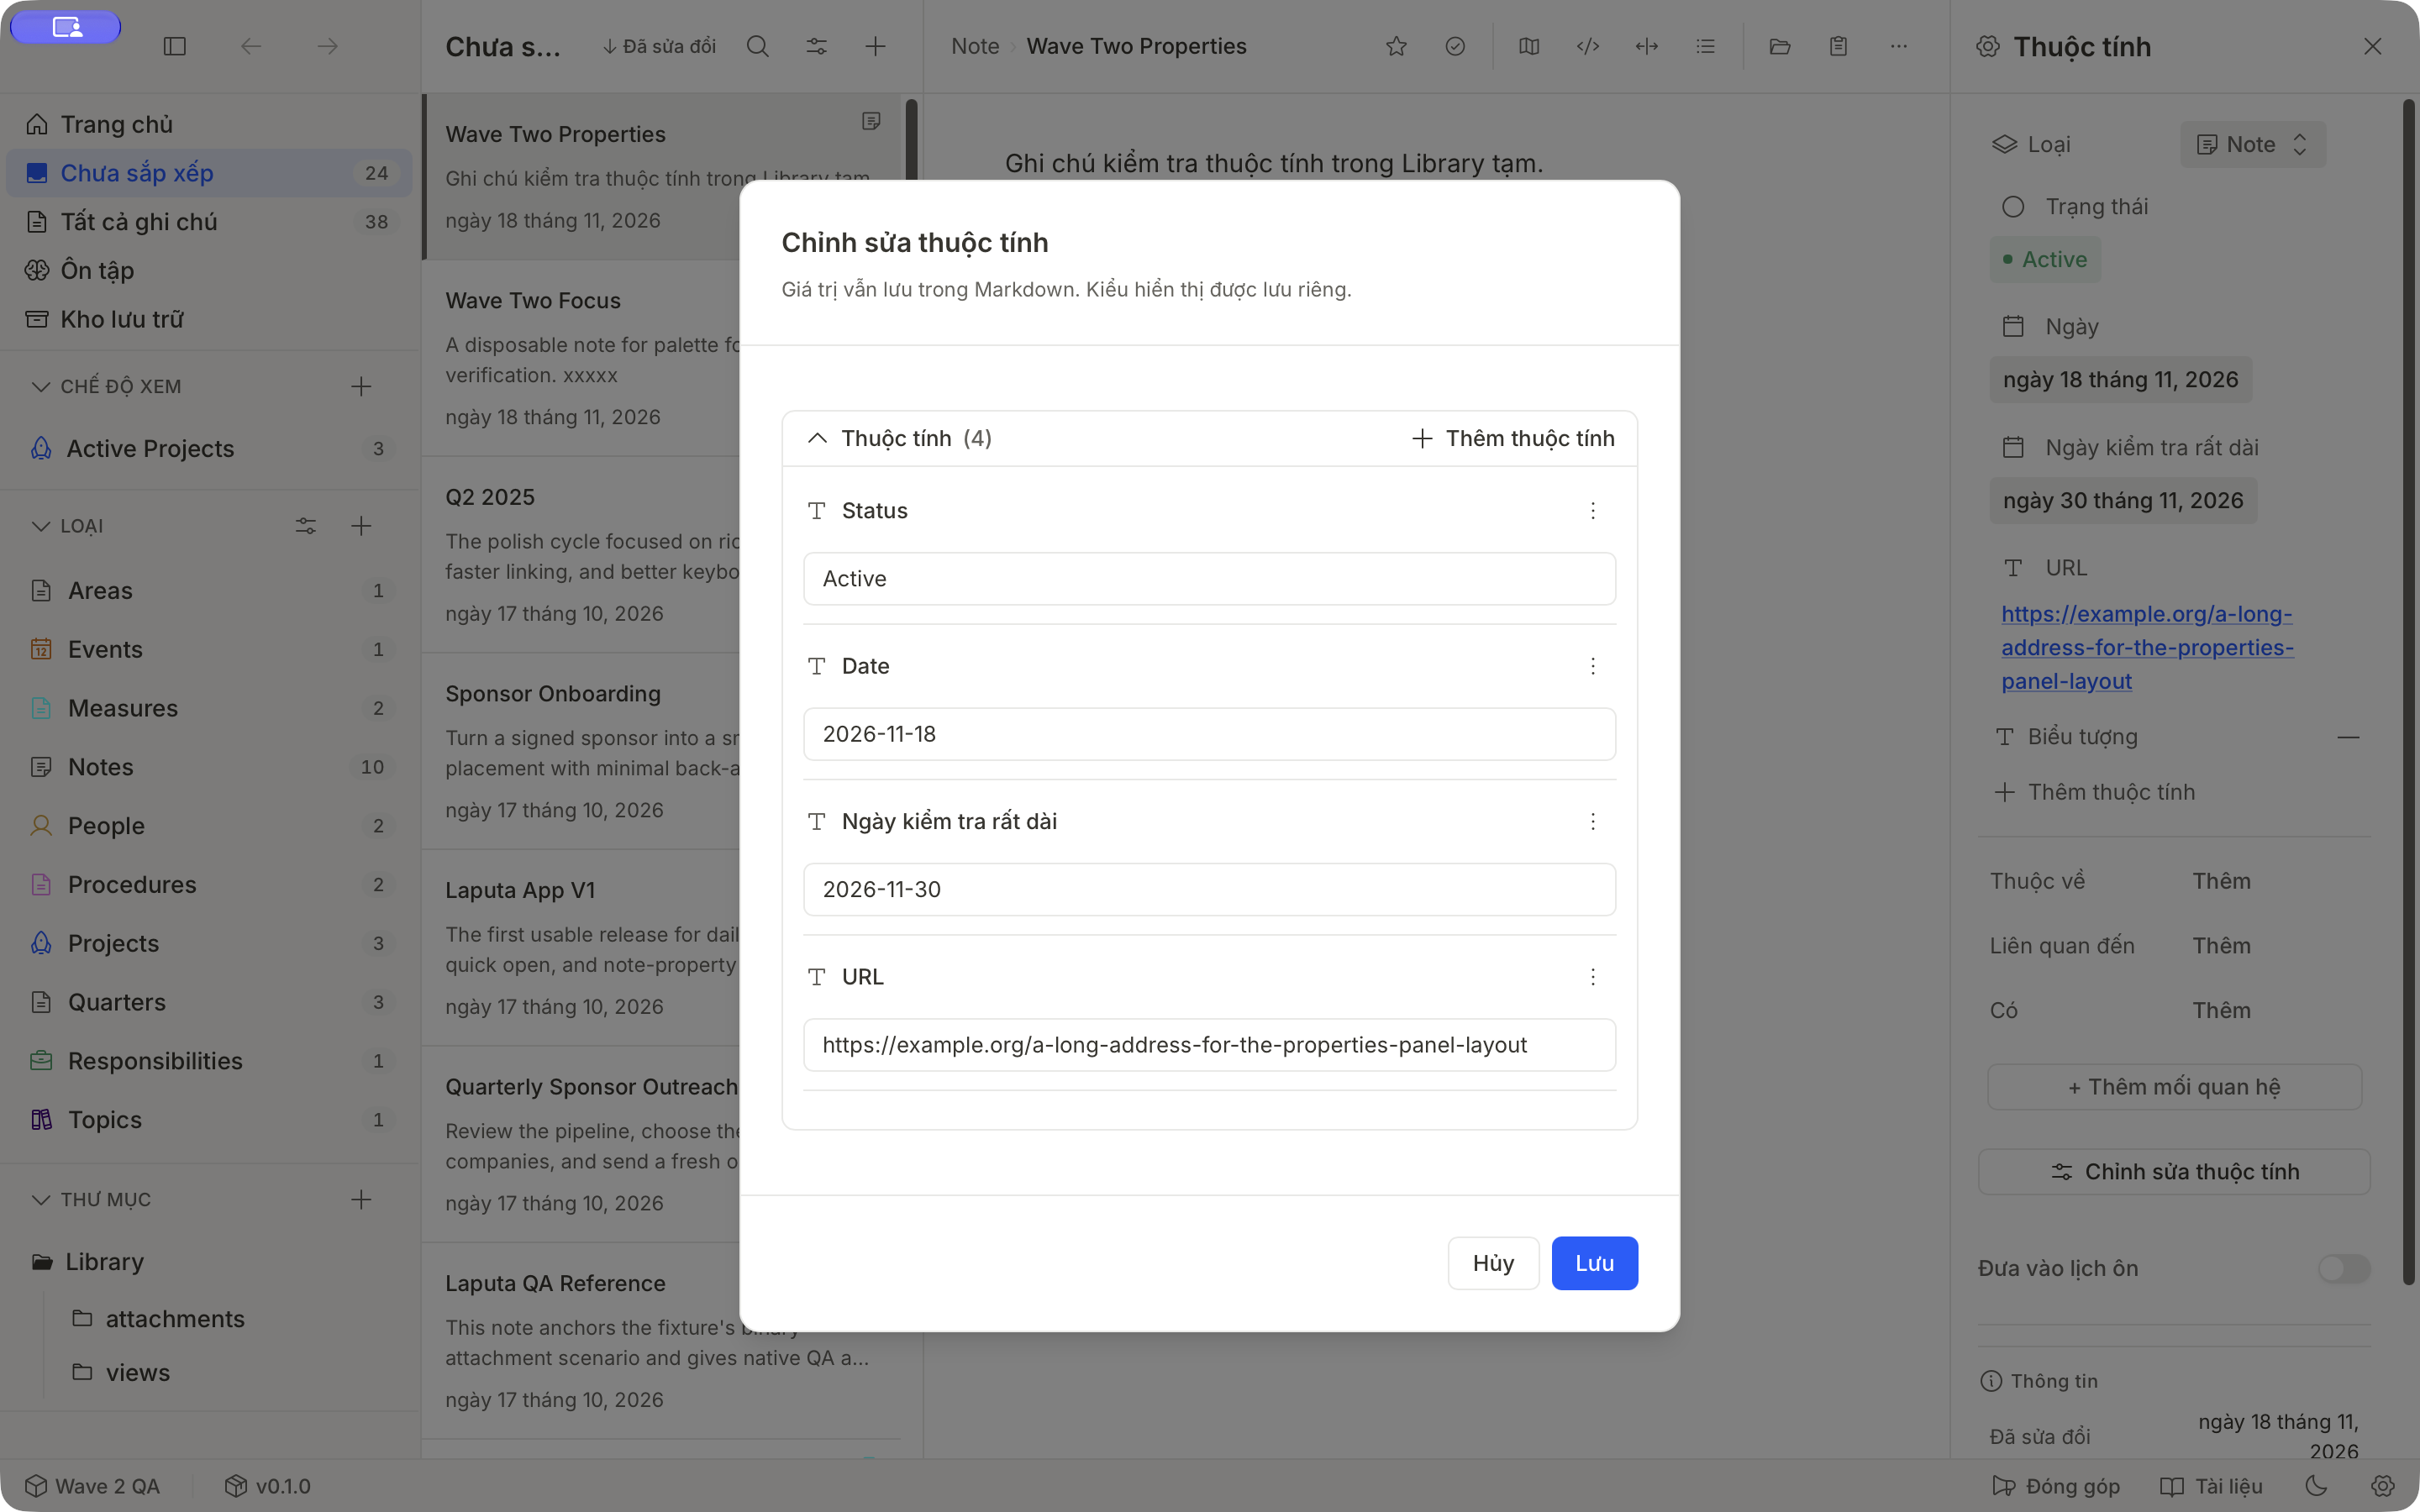 Chưa s...
Đã sửa đổi
Note
Wave Two Properties
Thuộc tính
Trang chủ
Chưa sắp xếp
24
Tất cả ghi chú
38
Ôn tập
Kho lưu trữ
CHẾ ĐỘ XEM
Active Projects
3
LOẠI
Areas
1
Events
1
Measures
2
Notes
10
People
2
Procedures
2
Projects
3
Quarters
3
Responsibilities
1
Topics
1
THƯ MỤC
Library
attachments
views
Wave Two Properties
Ghi chú kiểm tra thuộc tính trong Library tạm.
ngày 18 tháng 11, 2026
Wave Two Focus
A disposable note for palette fo
verification. xxxxx
ngày 18 tháng 11, 2026
Q2 2025
The polish cycle focused on ric
faster linking, and better keybo
ngày 17 tháng 10, 2026
Sponsor Onboarding
Turn a signed sponsor into a sm
placement with minimal back-a
ngày 17 tháng 10, 2026
Laputa App V1
The first usable release for dail
quick open, and note-property
ngày 17 tháng 10, 2026
Quarterly Sponsor Outreach
Review the pipeline, choose the
companies, and send a fresh o
ngày 17 tháng 10, 2026
Laputa QA Reference
This note anchors the fixture's binary
attachment scenario and gives native QA a...
ngày 17 tháng 10, 2026
Ghi chú kiểm tra thuộc tính trong Library tạm.
Chỉnh sửa thuộc tính
Giá trị vẫn lưu trong Markdown. Kiểu hiển thị được lưu riêng.
Thuộc tính (4)
Thêm thuộc tính
Status
Active
Date
2026-11-18
Ngày kiểm tra rất dài
2026-11-30
URL
https://example.org/a-long-address-for-the-properties-panel-layout
Hủy
Lưu
Loại
Note
Trạng thái
Active
Ngày
ngày 18 tháng 11, 2026
Ngày kiểm tra rất dài
ngày 30 tháng 11, 2026
URL
https://example.org/a-long-
address-for-the-properties-
panel-layout
Biểu tượng
—
Thêm thuộc tính
Thuộc về
Thêm
Liên quan đến
Thêm
Có
Thêm
+ Thêm mối quan hệ
Chỉnh sửa thuộc tính
Đưa vào lịch ôn
Thông tin
Đã sửa đổi
ngày 18 tháng 11,
2026
Wave 2 QA
v0.1.0
Đóng góp
Tài liệu